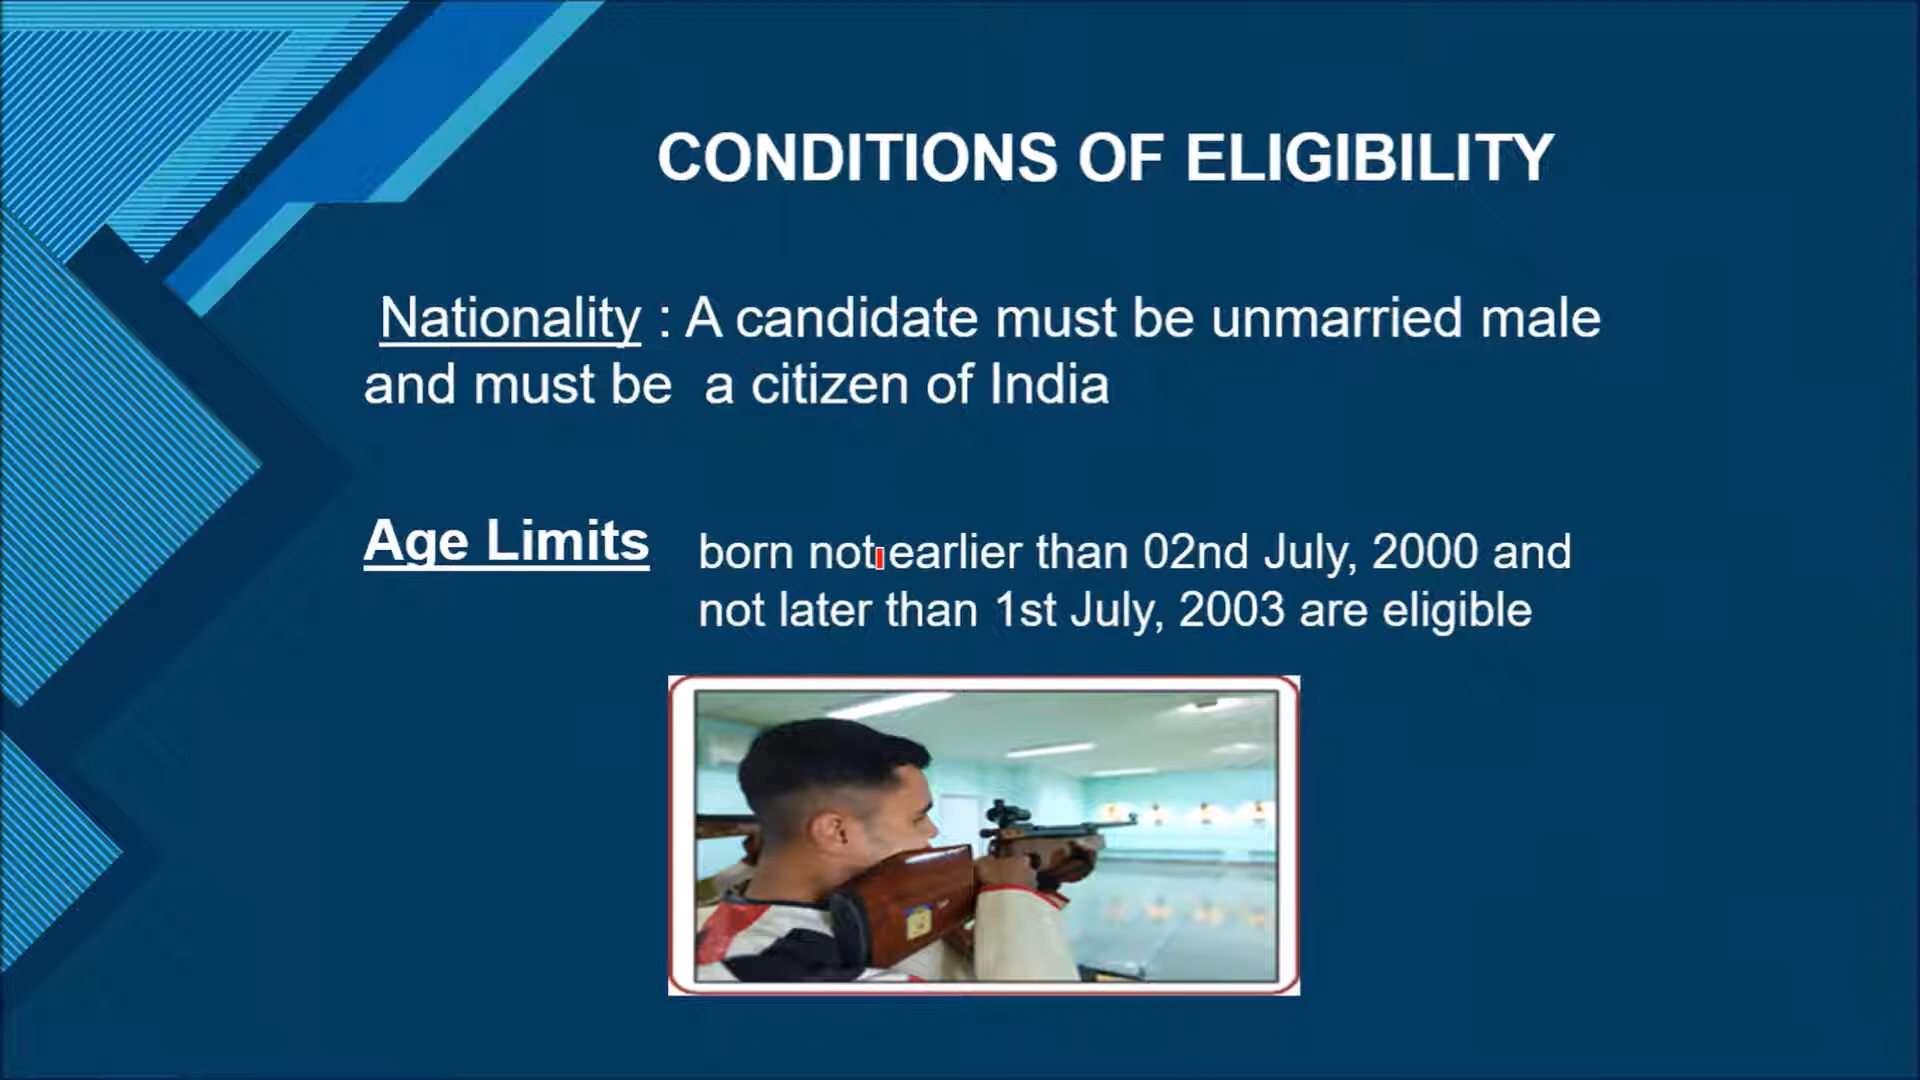 CONDITIONS OF ELIGIBILITY
Nationality : A candidate must be unmarried male
and must be a citizen of India
Age Limits
born not earlier than 02nd July, 2000 and
not later than 1st July, 2003 are eligible